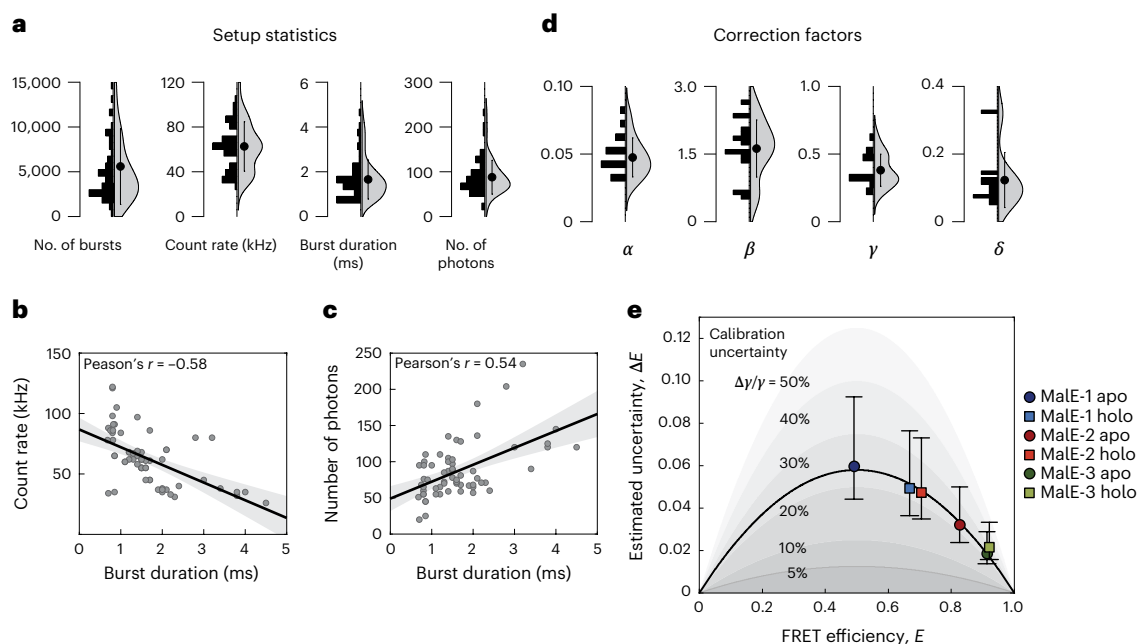 a
Setup statistics
15,000
10,000
5,000
0
No. of bursts
120
80
40
0
Count rate (kHz)
6
4
2
0
Burst duration
(ms)
300
200
100
0
No. of
photons
d
Correction factors
0.10
0.05
0
α
3.0
1.5
0
β
1.0
0.5
0
γ
0.4
0.2
0
δ
b
Peason's r = –0.58
Count rate (kHz)
150
100
50
0 1 2 3 4 5
Burst duration (ms)
c
Pearson's r = 0.54
Number of photons
250
200
150
100
50
0
0 1 2 3 4 5
Burst duration (ms)
e
Calibration
uncertainty
Δγ/γ = 50%
40%
30%
20%
10%
5%
Estimated uncertainty, ΔE
0.12
0.10
0.08
0.06
0.04
0.02
0
0 0.2 0.4 0.6 0.8 1.0
FRET efficiency, E
MalE-1 apo
MalE-1 holo
MalE-2 apo
MalE-2 holo
MalE-3 apo
MalE-3 holo